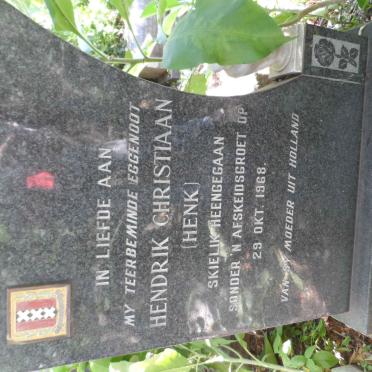 IN LIEFDE AAN
MY TEERBEMINDE EGGENOOT
HENDRIK CHRISTIAAN
(HENK)
SKIELIK HEENGEGAAN
SONDER 'N AFSKEIDSGROET OP
29 OKT. 1968.
VAN SY MOEDER UIT HOLLAND